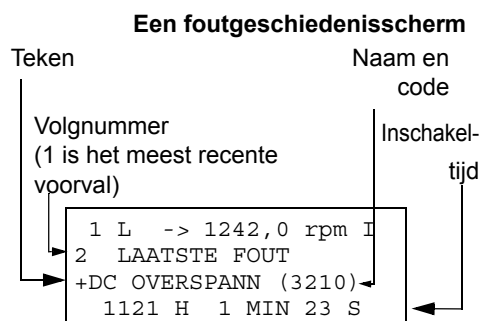 Een foutgeschiedenisscherm
Teken
Naam en
code
Volgnummer
(1 is het meest recente
voorval)
Inschakel-
tijd
1 L -> 1242,0 rpm I
2 LAATSTE FOUT
+DC OVERSPANN (3210)
1121 H 1 MIN 23 S